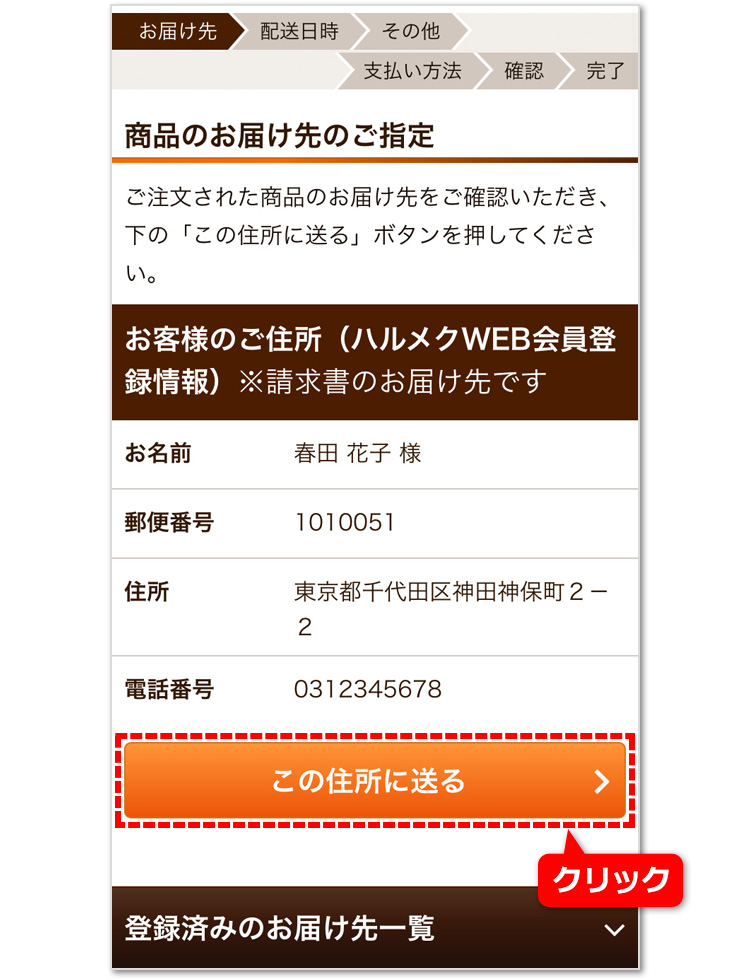 お届け先 配送日時 その他
支払い方法 確認 完了
商品のお届け先のご指定
ご注文された商品のお届け先をご確認いただき、
下の「この住所に送る」ボタンを押してくださ
い。
お客様のご住所（ハルメクWEB会員登
録情報）※請求書のお届け先です
お名前 春田 花子 様
郵便番号 1010051
住所 東京都千代田区神田神保町２－
２
電話番号 0312345678
この住所に送る
クリック
登録済みのお届け先一覧